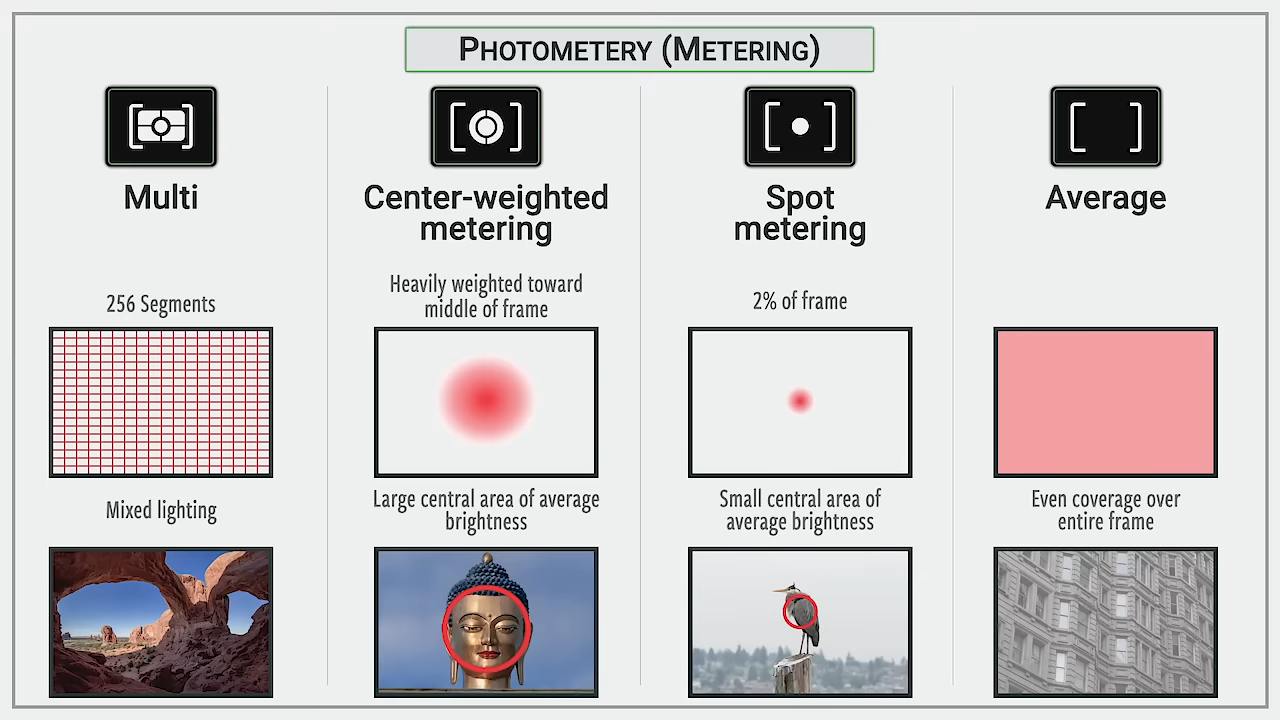 PHOTOMETERY (METERING)
Multi
256 Segments
Mixed lighting
Center-weighted
metering
Heavily weighted toward
middle of frame
Large central area of average
brightness
Spot
metering
2% of frame
Small central area of
average brightness
Average
Even coverage over
entire frame